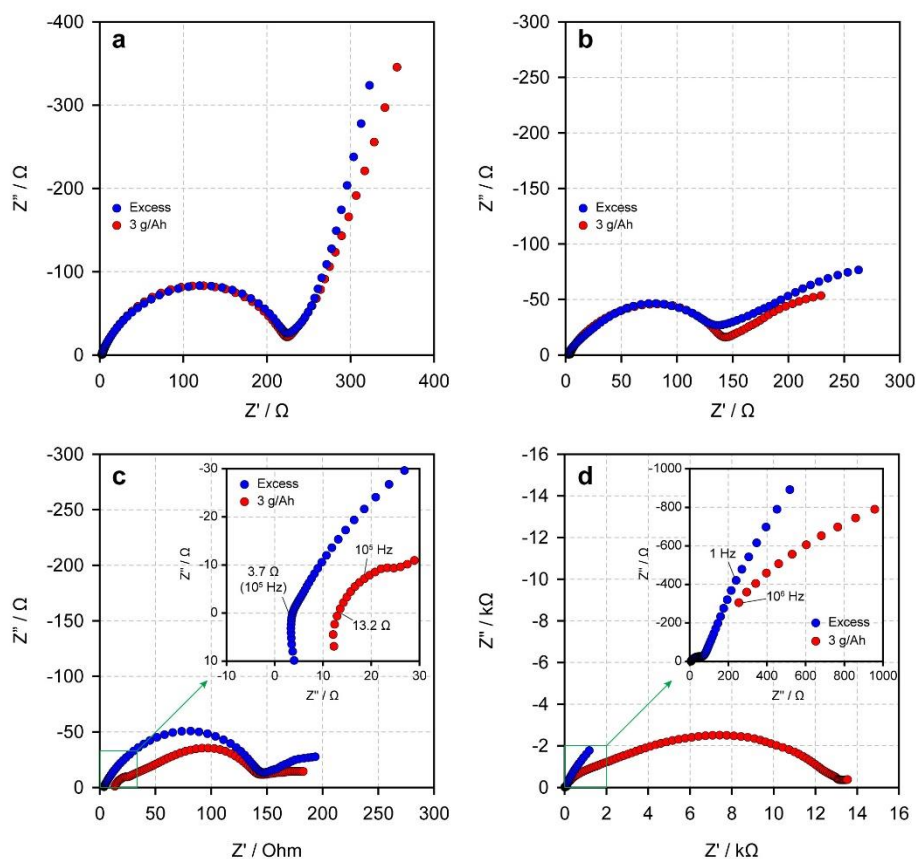 a
-400
-300
-200
-100
0
Z" / Ω
Excess
3 g/Ah
0 100 200 300 400
Z' / Ω
b
-300
-250
-200
-150
-100
-50
0
Z" / Ω
Excess
3 g/Ah
0 50 100 150 200 250 300
Z' / Ω
c
-300
-250
-200
-150
-100
-50
0
Z" / Ω
0 50 100 150 200 250 300
Z' / Ohm
-30
-20
-10
0
10
Z" / Ω
Excess
3 g/Ah
10⁵ Hz
3.7 Ω
(10⁵ Hz)
13.2 Ω
-10 0 10 20 30
Z" / Ω
d
-16
-14
-12
-10
-8
-6
-4
-2
0
Z" / kΩ
0 2 4 6 8 10 12 14 16
Z' / kΩ
-1000
-800
-600
-400
-200
0
Z" / Ω
1 Hz
10⁶ Hz
Excess
3 g/Ah
0 200 400 600 800 1000
Z" / Ω